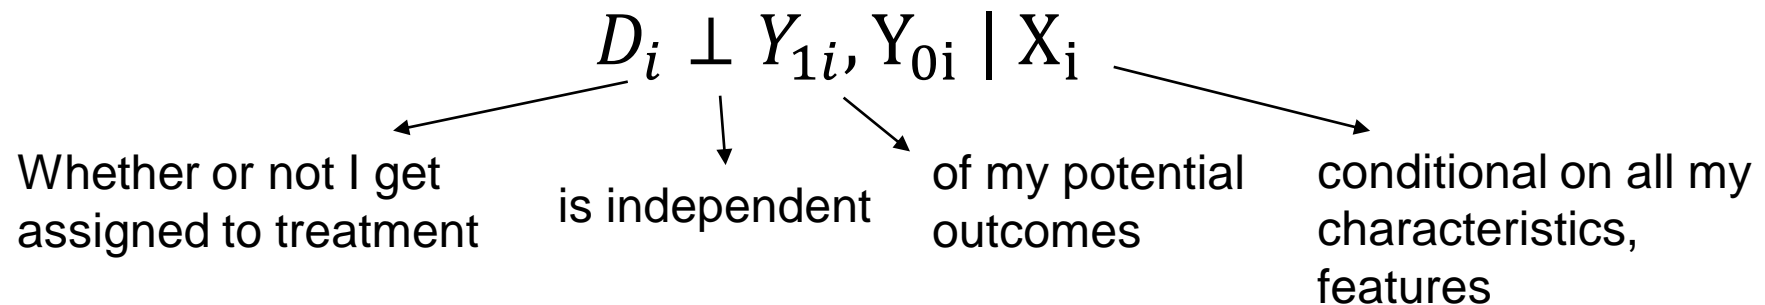 Dᵢ ⊥ Y₁ᵢ, Y₀ᵢ | Xᵢ
Whether or not I get
assigned to treatment
is independent
of my potential
outcomes
conditional on all my
characteristics,
features